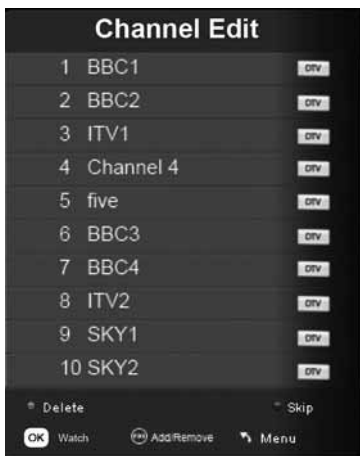 Channel Edit
1 BBC1 DTV
2 BBC2 DTV
3 ITV1 DTV
4 Channel 4 DTV
5 five DTV
6 BBC3 DTV
7 BBC4 DTV
8 ITV2 DTV
9 SKY1 DTV
10 SKY2 DTV
Delete Skip
OK Watch Add/Remove Menu